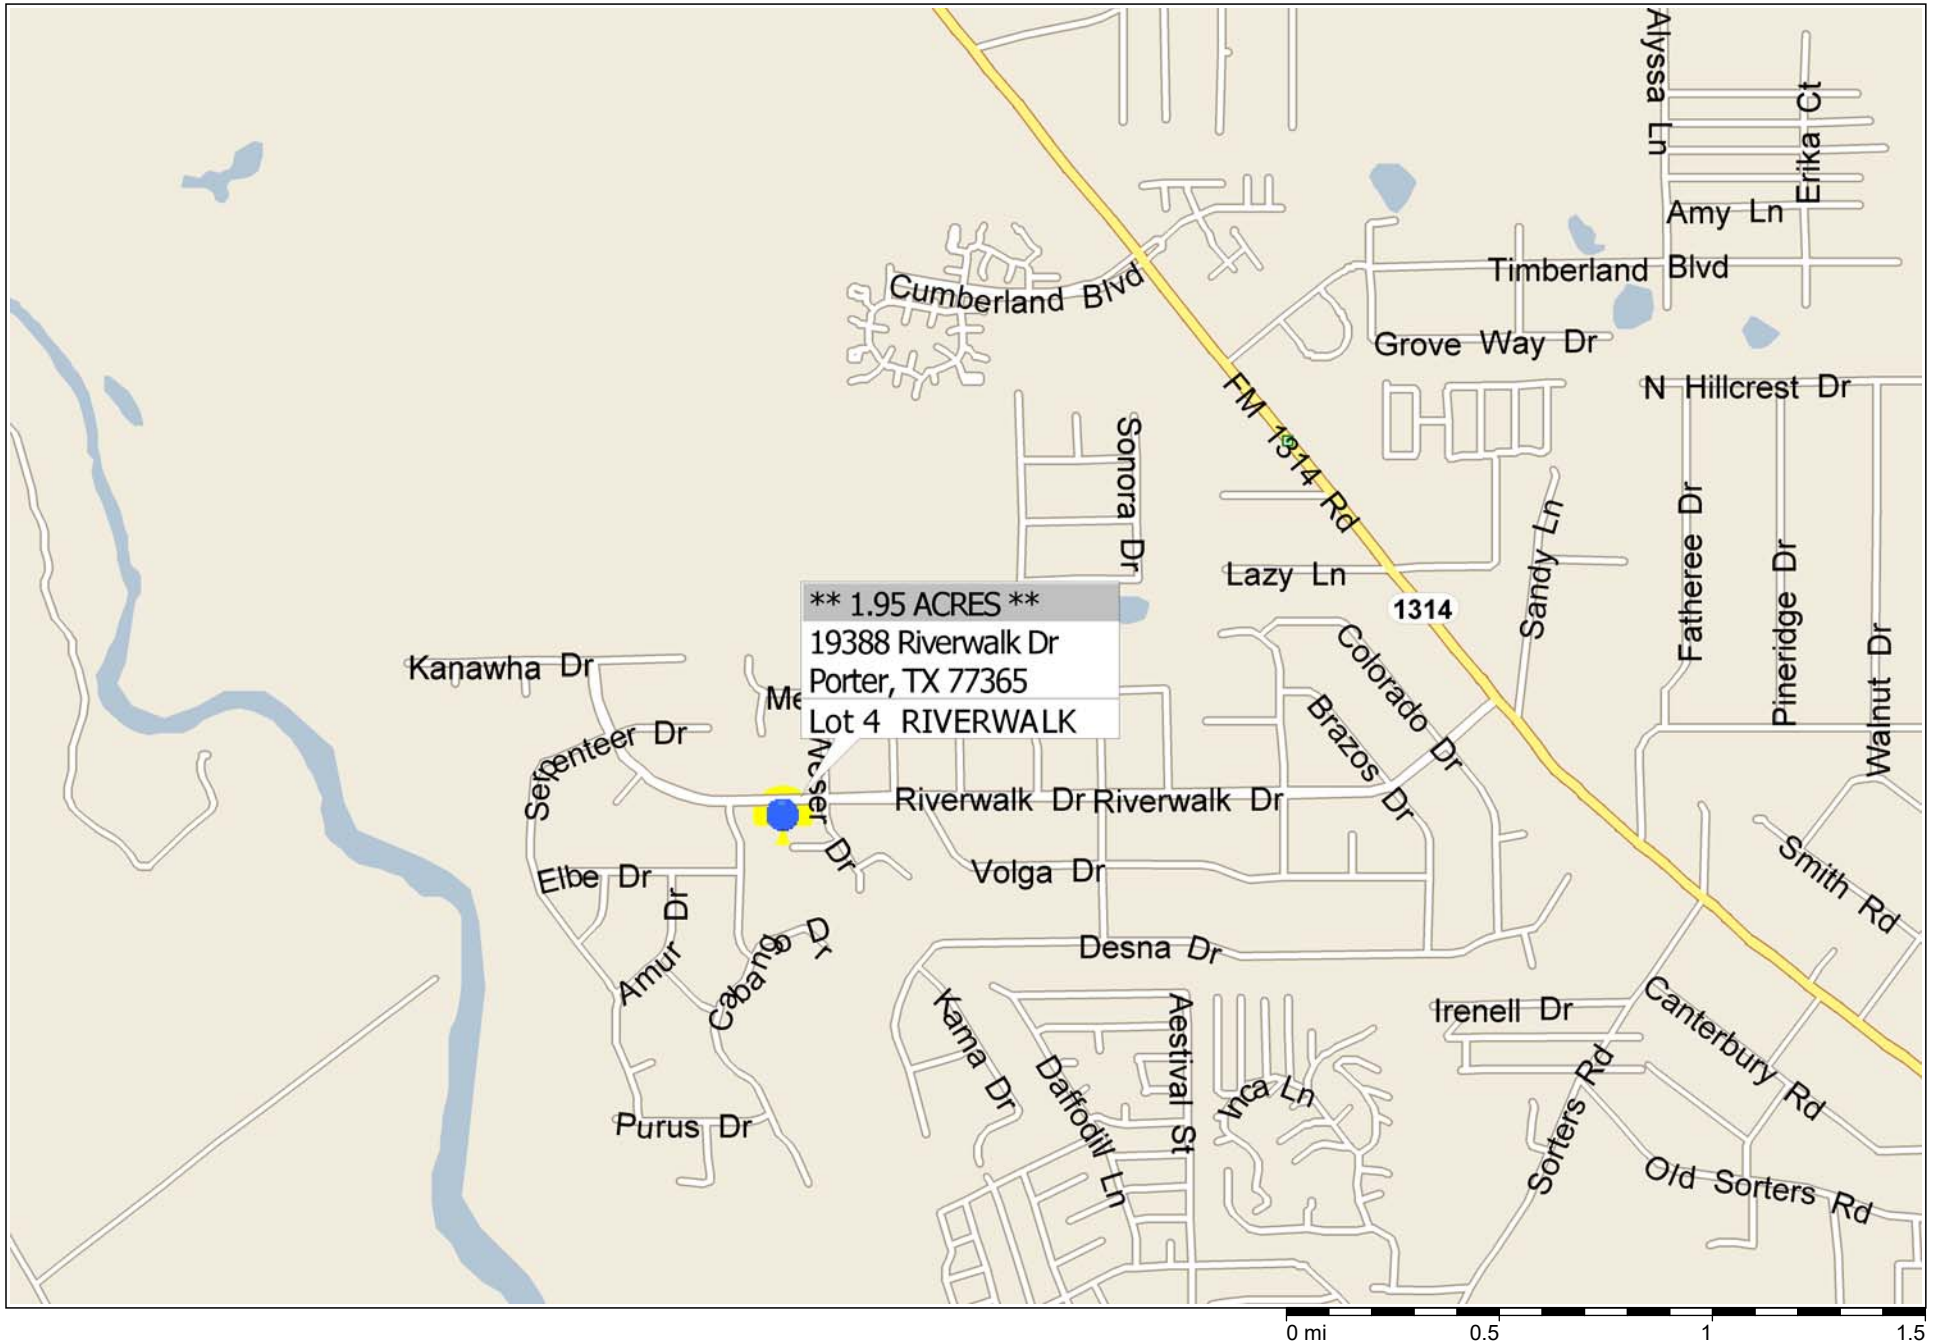 Alyssa Ln
Erika Ct
Amy Ln
Timberland Blvd
Cumberland Blvd
Grove Way Dr
FM 1314 Rd
N Hillcrest Dr
Sonora Dr
Sandy Ln
Fatheree Dr
Pineridge Dr
Walnut Dr
Lazy Ln
1314
** 1.95 ACRES **
19388 Riverwalk Dr
Porter, TX 77365
Lot 4 RIVERWALK
Kanawha Dr
Colorado Dr
Brazos Dr
Serpenteer Dr
Weser Dr
Riverwalk Dr
Riverwalk Dr
Smith Rd
Elbe Dr
Volga Dr
Amur Dr
Cabango Dr
Desna Dr
Kama Dr
Daffodil Ln
Aestival St
Inca Ln
Irenell Dr
Canterbury Rd
Sorters Rd
Purus Dr
Old Sorters Rd
0 mi 0.5 1 1.5